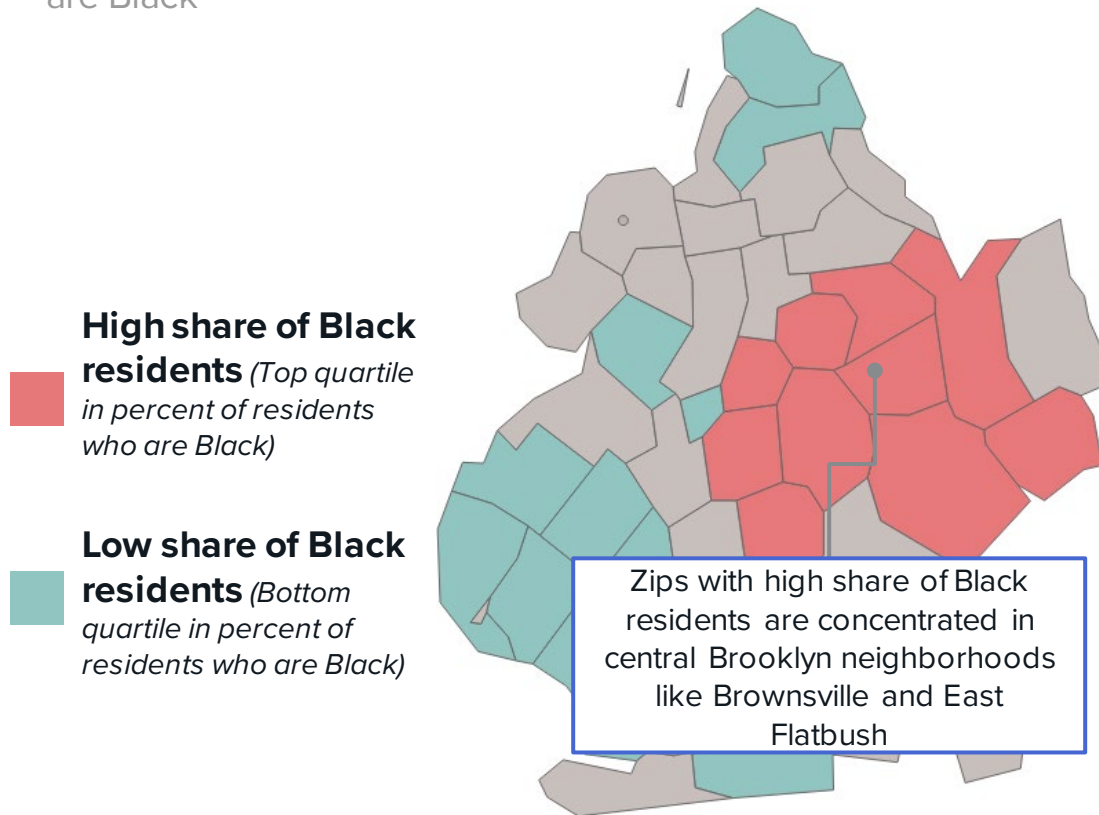 are Black
High share of Black
residents (Top quartile
in percent of residents
who are Black)
Low share of Black
residents (Bottom
quartile in percent of
residents who are Black)
Zips with high share of Black
residents are concentrated in
central Brooklyn neighborhoods
like Brownsville and East
Flatbush